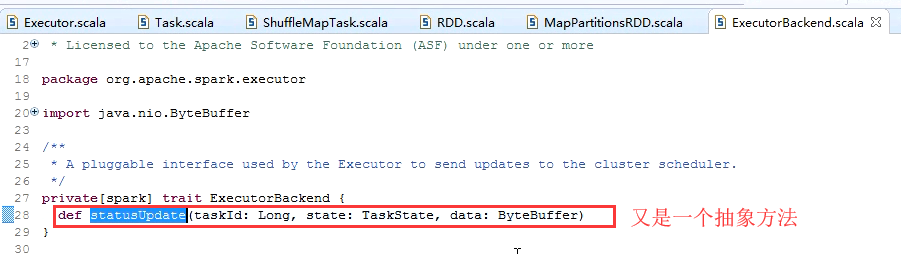 Executor.scala Task.scala ShuffleMapTask.scala RDD.scala MapPartitionsRDD.scala ExecutorBackend.scala
2 * Licensed to the Apache Software Foundation (ASF) under one or more
17
18 package org.apache.spark.executor
19
20 import java.nio.ByteBuffer
23
24 /**
25 * A pluggable interface used by the Executor to send updates to the cluster scheduler.
26 */
27 private[spark] trait ExecutorBackend {
28 def statusUpdate(taskId: Long, state: TaskState, data: ByteBuffer) 又是一个抽象方法
29 }
30